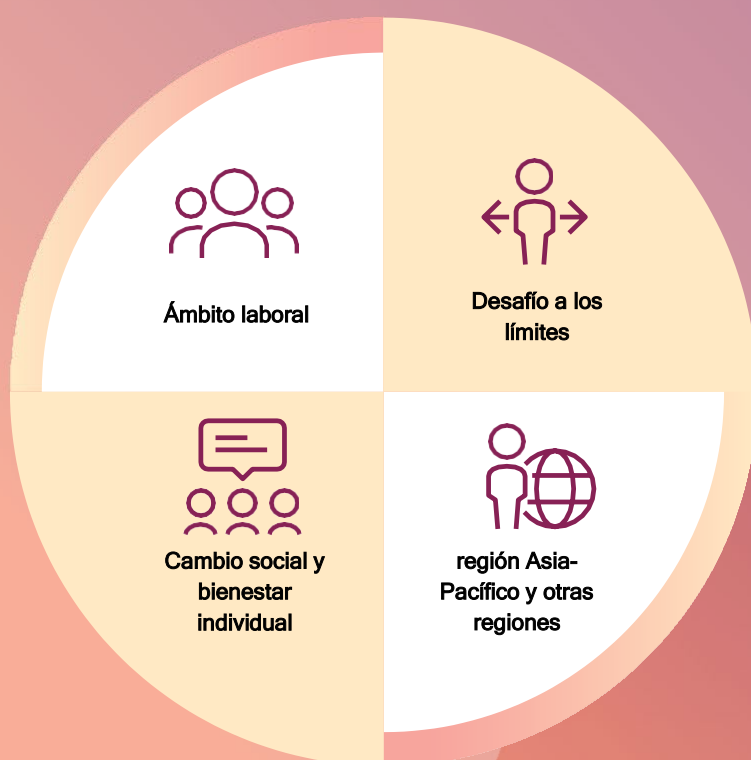 Ámbito laboral
Desafío a los
límites
Cambio social y
bienestar
individual
región Asia-
Pacífico y otras
regiones